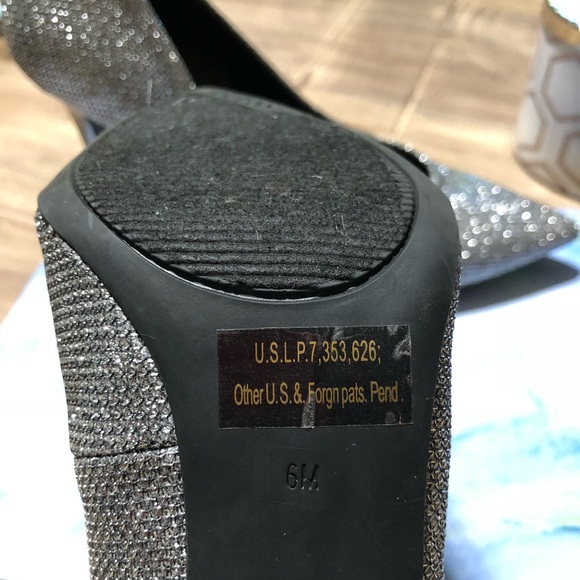 U.S.L.P.7,353,626;
Other U.S.&. Forgn pats. Pend.
6M